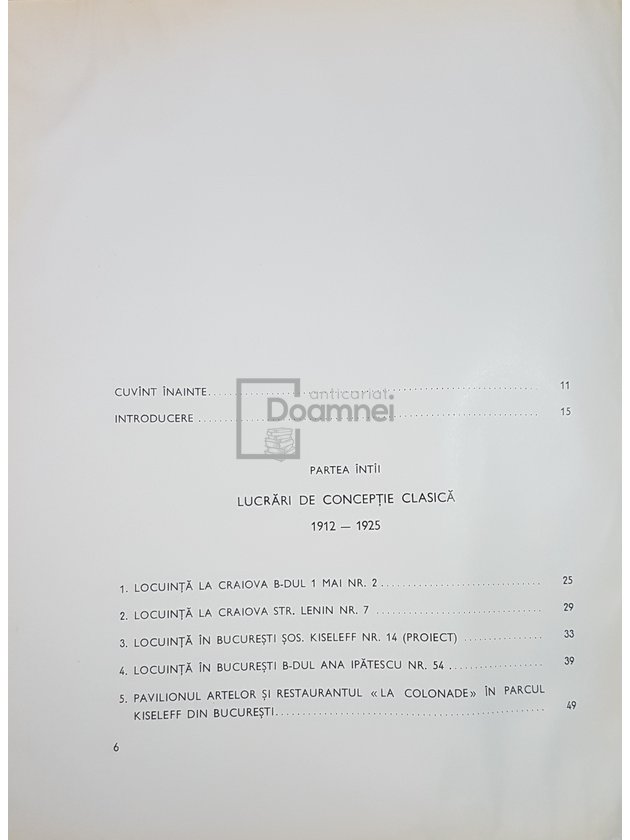 CUVÎNT ÎNAINTE 11
anticariat
Doamnei
INTRODUCERE 15
PARTEA ÎNTÎI
LUCRĂRI DE CONCEPȚIE CLASICĂ
1912 — 1925
1. LOCUINȚĂ LA CRAIOVA B-DUL 1 MAI NR. 2 25
2. LOCUINȚĂ LA CRAIOVA STR. LENIN NR. 7 29
3. LOCUINȚĂ ÎN BUCUREȘTI ȘOS. KISELEFF NR. 14 (PROIECT) 33
4. LOCUINȚĂ ÎN BUCUREȘTI B-DUL ANA IPĂTESCU NR. 54 39
5. PAVILIONUL ARTELOR ȘI RESTAURANTUL «LA COLONADE» ÎN PARCUL
KISELEFF DIN BUCUREȘTI 49
6